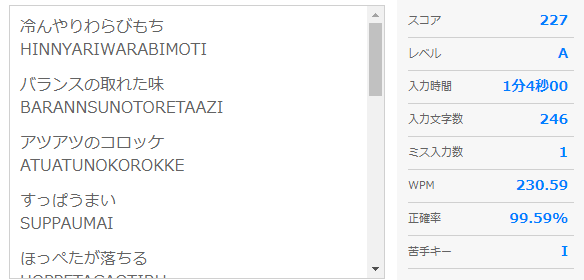 冷んやりわらびもち
HINNYARIWARABIMOTI
バランスの取れた味
BARANNSUNOTORETAAZI
アツアツのコロッケ
ATUATUNOKOROKKE
すっぱうまい
SUPPAUMAI
ほっぺたが落ちる
スコア 227
レベル A
入力時間 1分4秒00
入力文字数 246
ミス入力数 1
WPM 230.59
正確率 99.59%
苦手キー I